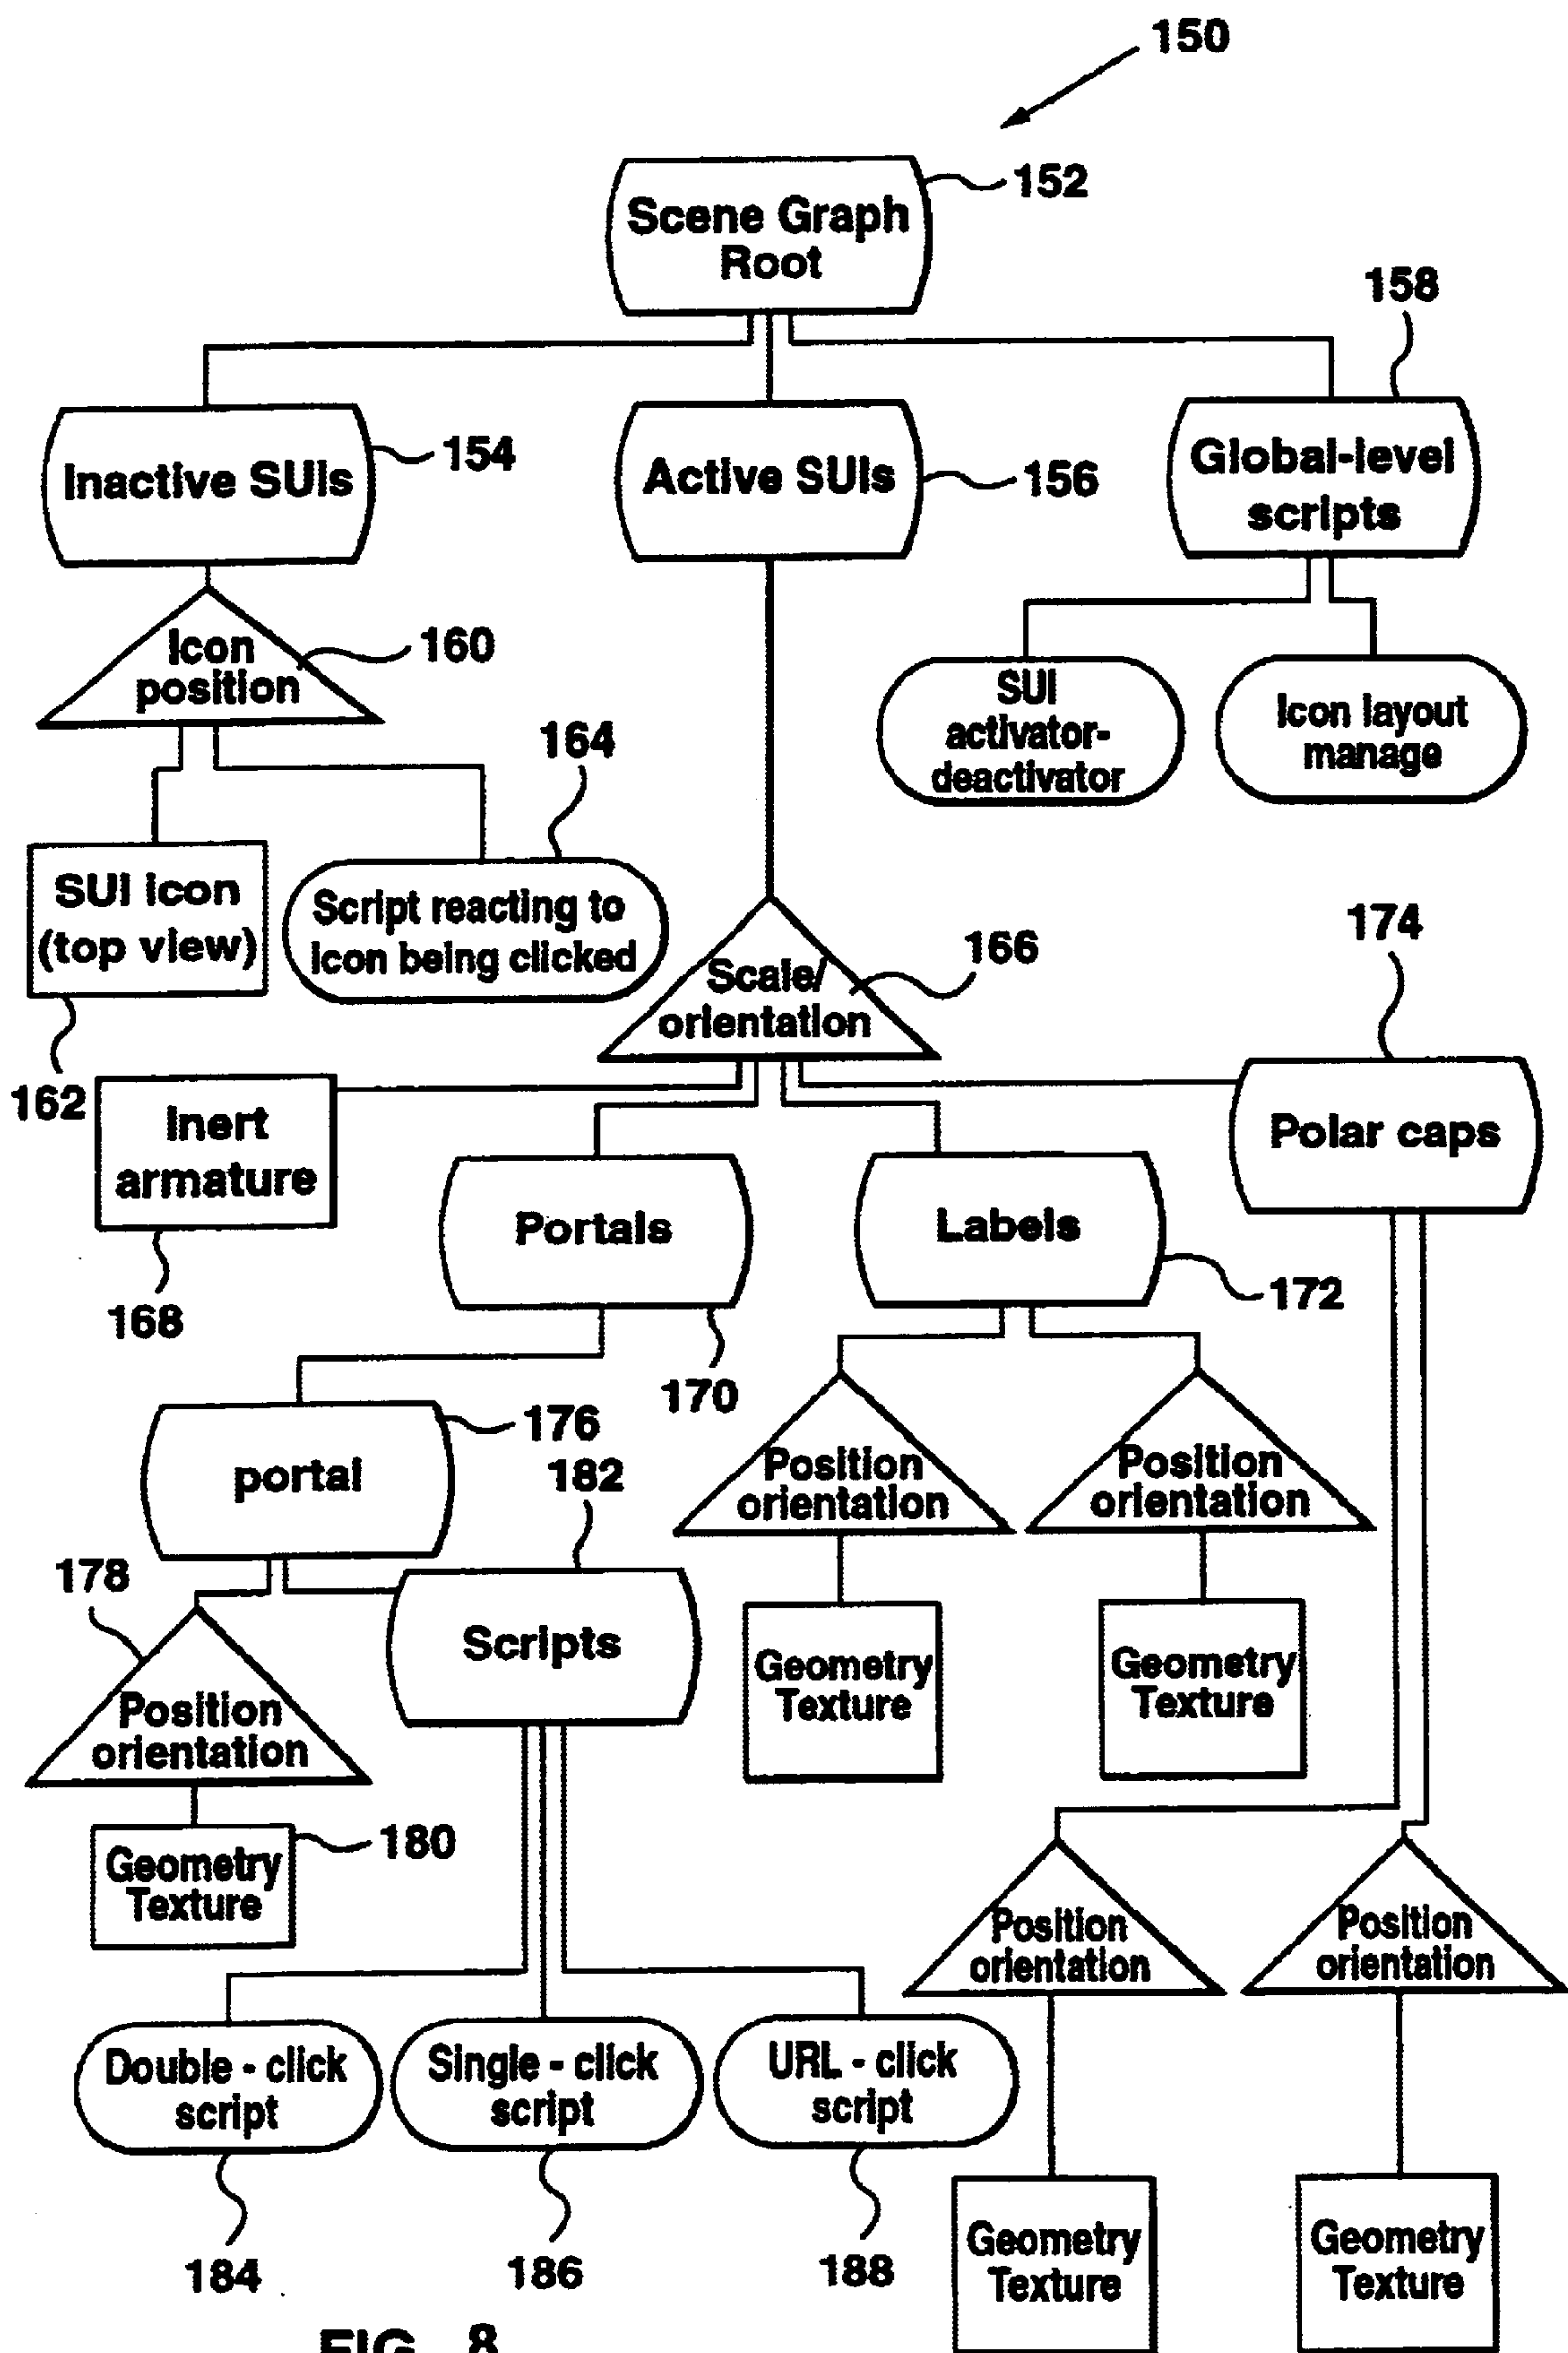 150
Scene Graph
Root
152
158
Inactive SUIs
154
Active SUIs
156
Global-level
scripts
Icon
position
160
SUI
activator-
deactivator
Icon layout
manage
164
SUI icon
(top view)
Script reacting to
icon being clicked
162
Scale/
orientation
166
174
Inert
armature
168
Polar caps
Portals
170
Labels
172
portal
176
182
Position
orientation
Position
orientation
178
Scripts
Geometry
Texture
Geometry
Texture
Position
orientation
Geometry
Texture
180
Position
orientation
Position
orientation
Double - click
script
Single - click
script
URL - click
script
184
186
188
Geometry
Texture
Geometry
Texture
FIG. 8